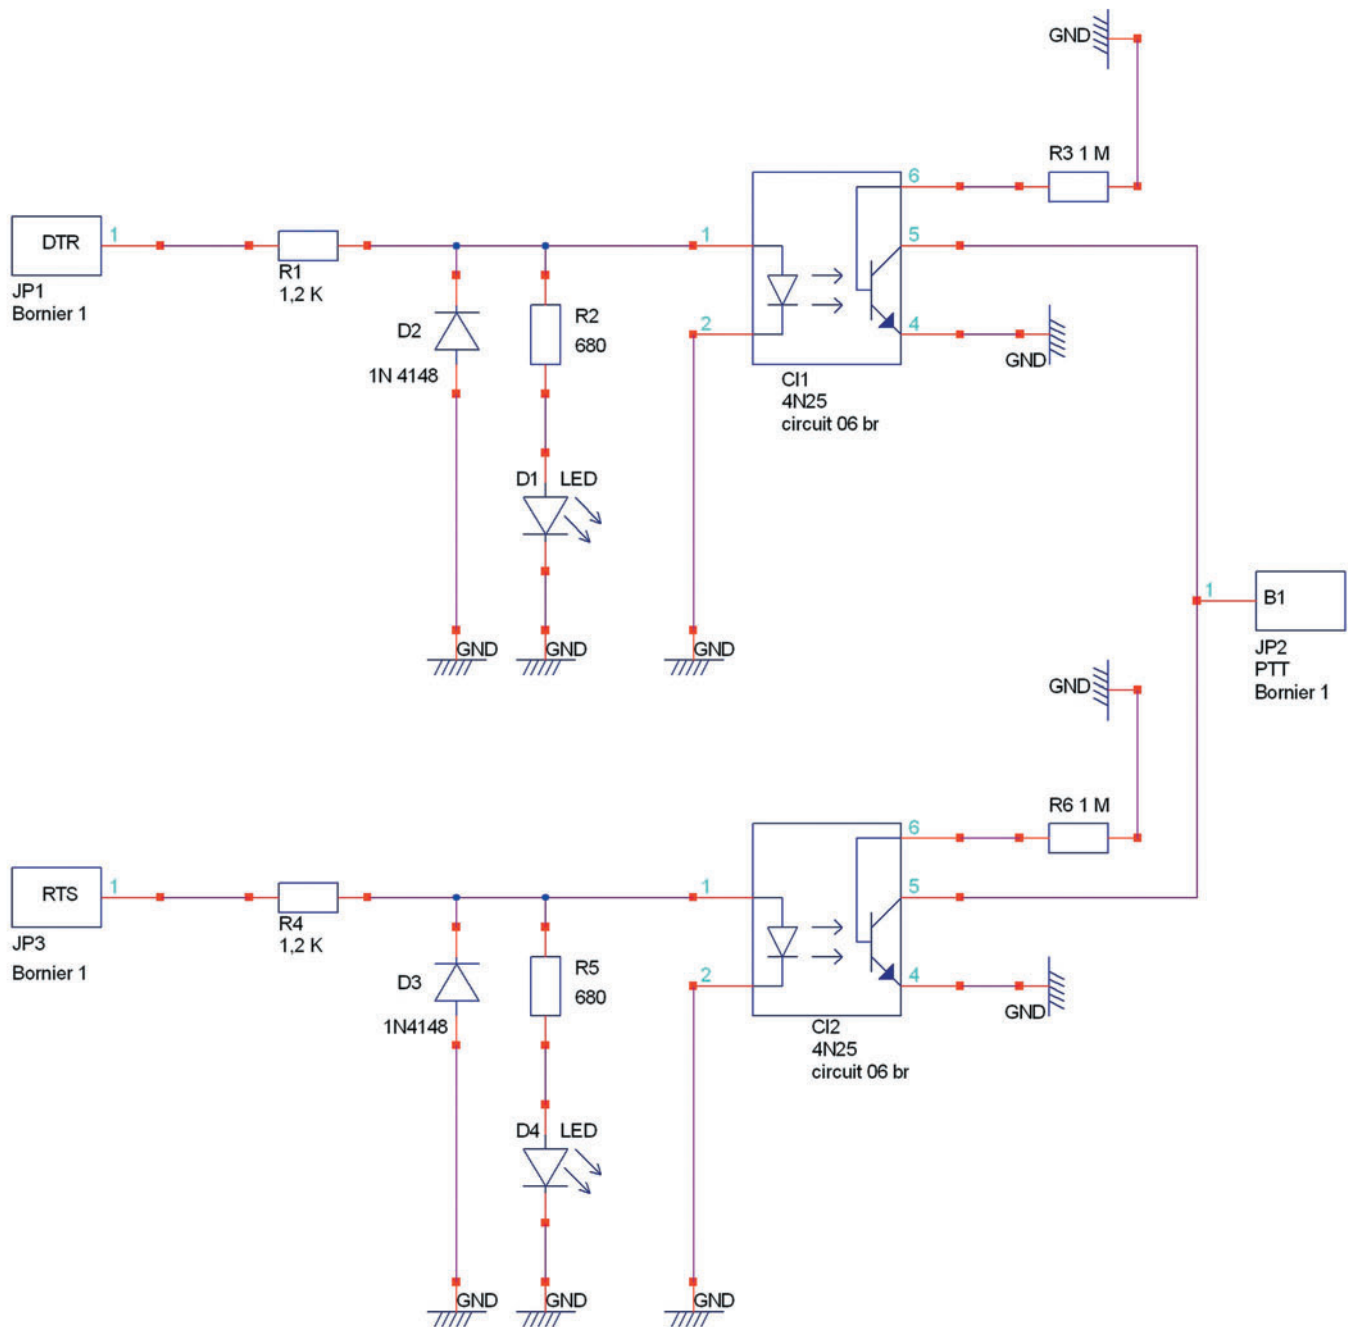 GND
R3 1 M
6
DTR
1
R1
1,2 K
JP1
Bornier 1
1
5
D2
1N 4148
R2
680
2
4
GND
CI1
4N25
circuit 06 br
D1 LED
GND
GND
GND
1
B1
JP2
PTT
Bornier 1
GND
R6 1 M
6
RTS
1
R4
1,2 K
JP3
Bornier 1
1
5
D3
1N4148
R5
680
2
4
GND
CI2
4N25
circuit 06 br
D4 LED
GND
GND
GND